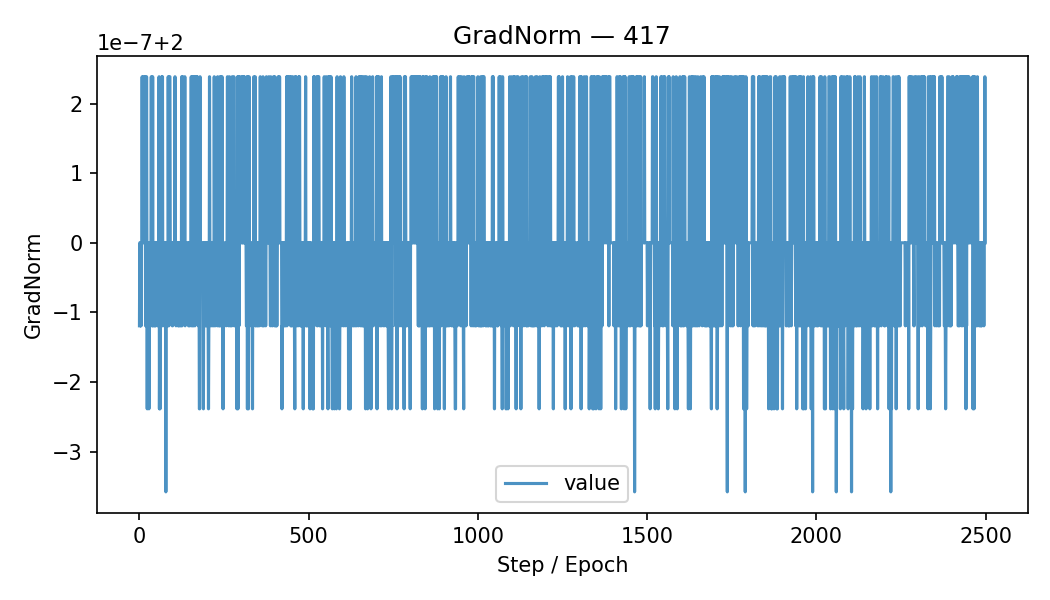 GradNorm — 417
1e−7+2
2
1
0
−1
−2
−3
GradNorm
value
0 500 1000 1500 2000 2500
Step / Epoch